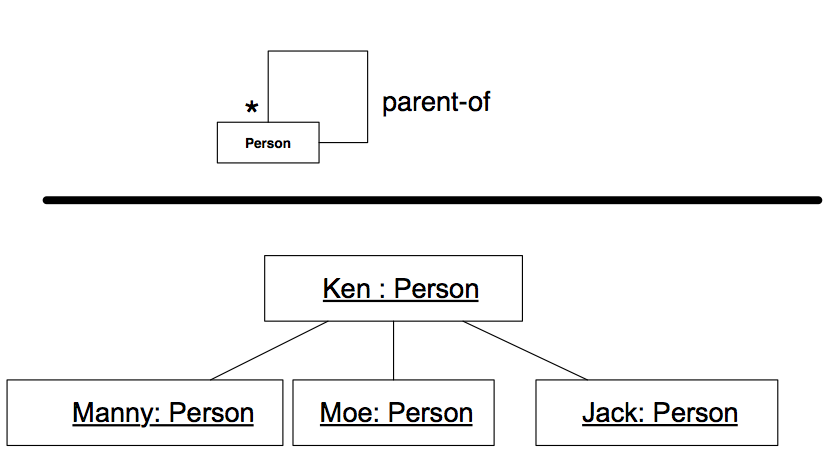 *
parent-of
Person
Ken : Person
Manny: Person
Moe: Person
Jack: Person